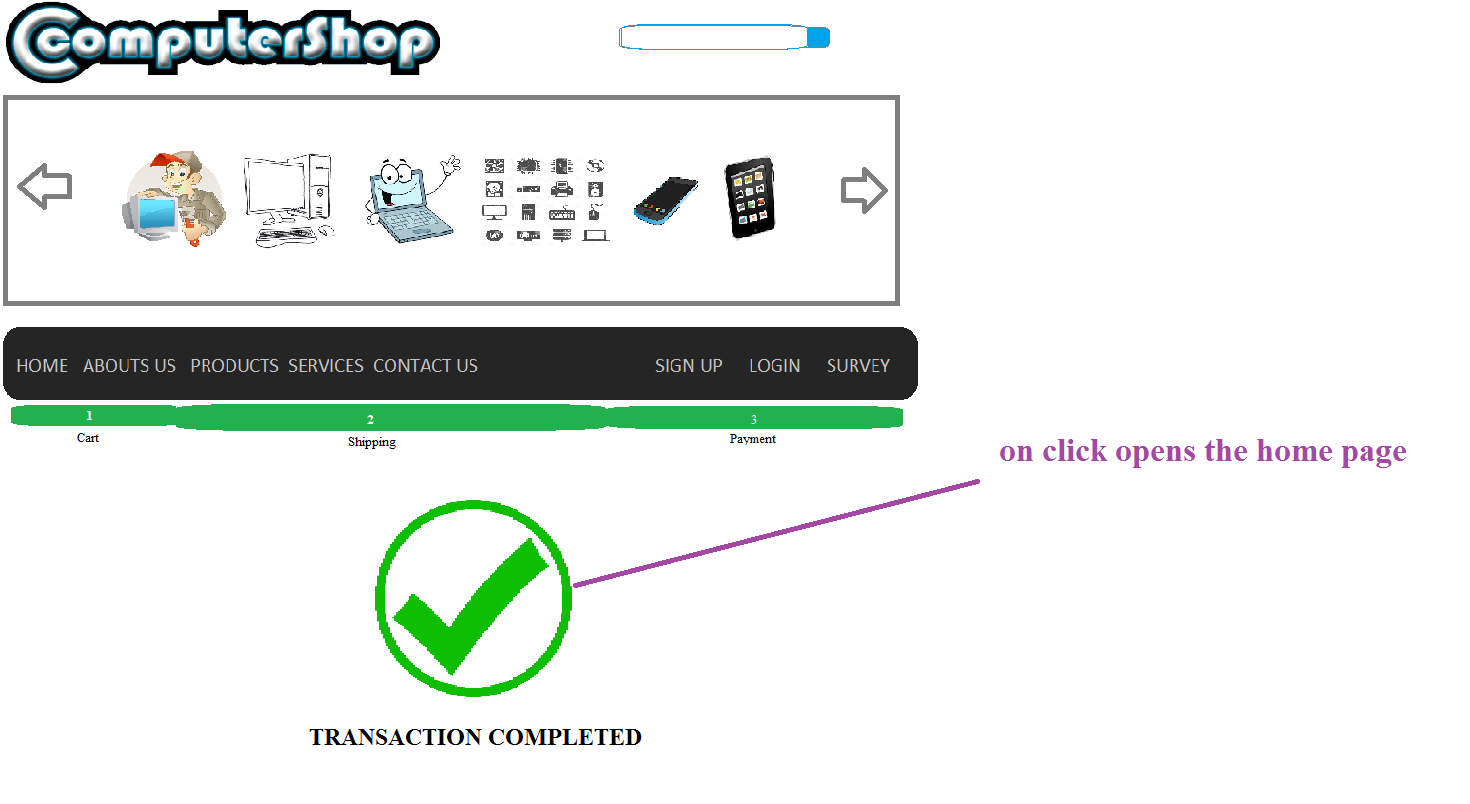 ComputerShop
HOME ABOUTS US PRODUCTS SERVICES CONTACT US SIGN UP LOGIN SURVEY
1 2 3
Cart Shipping Payment
on click opens the home page
TRANSACTION COMPLETED